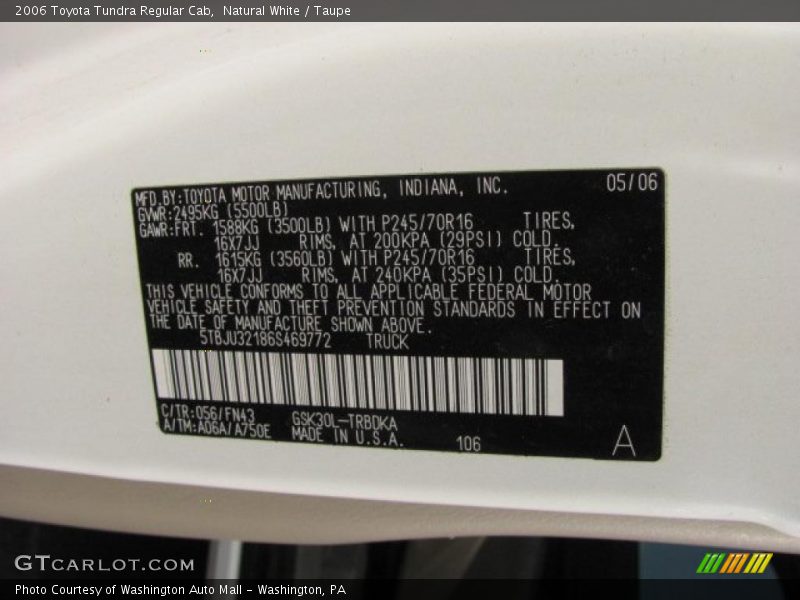 2006 Toyota Tundra Regular Cab,  Natural White / Taupe
MFD.BY:TOYOTA MOTOR MANUFACTURING, INDIANA, INC. 05/06
GVWR:2495KG (5500LB)
GAWR:FRT. 1588KG (3500LB) WITH P245/70R16 TIRES,
16X7JJ RIMS, AT 200KPA (29PSI) COLD.
RR. 1615KG (3560LB) WITH P245/70R16 TIRES,
16X7JJ RIMS, AT 240KPA (35PSI) COLD.
THIS VEHICLE CONFORMS TO ALL APPLICABLE FEDERAL MOTOR
VEHICLE SAFETY AND THEFT PREVENTION STANDARDS IN EFFECT ON
THE DATE OF MANUFACTURE SHOWN ABOVE.
5TBJU32186S469772 TRUCK
C/TR:056/FN43 GSK30L-TRBDKA
A/TM:A06A/A750E MADE IN U.S.A. 106 A
GTCARLOT.COM
Photo Courtesy of Washington Auto Mall - Washington, PA